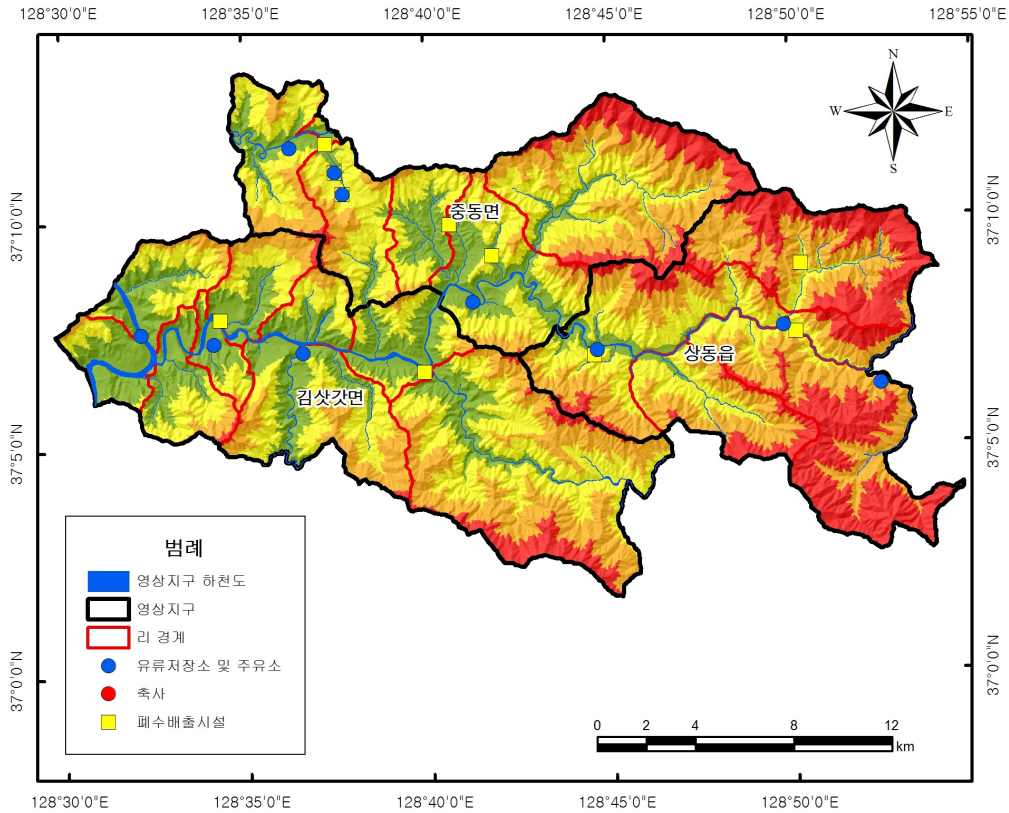 128°30'0"E 128°35'0"E 128°40'0"E 128°45'0"E 128°50'0"E 128°55'0"E
N
W E
S
37°10'0"N
37°10'0"N
중동면
상동읍
김삿갓면
37°5'0"N
37°5'0"N
범례
영상지구 하천도
영상지구
리 경계
유류저장소 및 주유소
축사
폐수배출시설
37°0'0"N
37°0'0"N
0 2 4 8 12
km
128°30'0"E 128°35'0"E 128°40'0"E 128°45'0"E 128°50'0"E